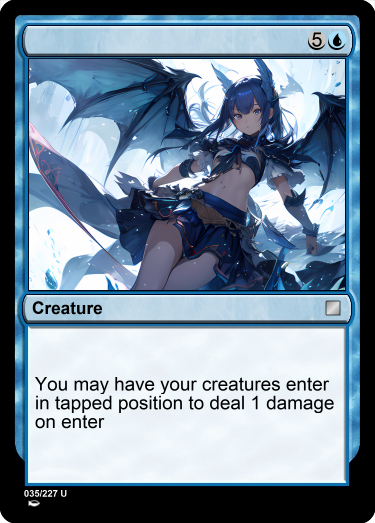 5
Creature
You may have your creatures enter
in tapped position to deal 1 damage
on enter
035/227 U